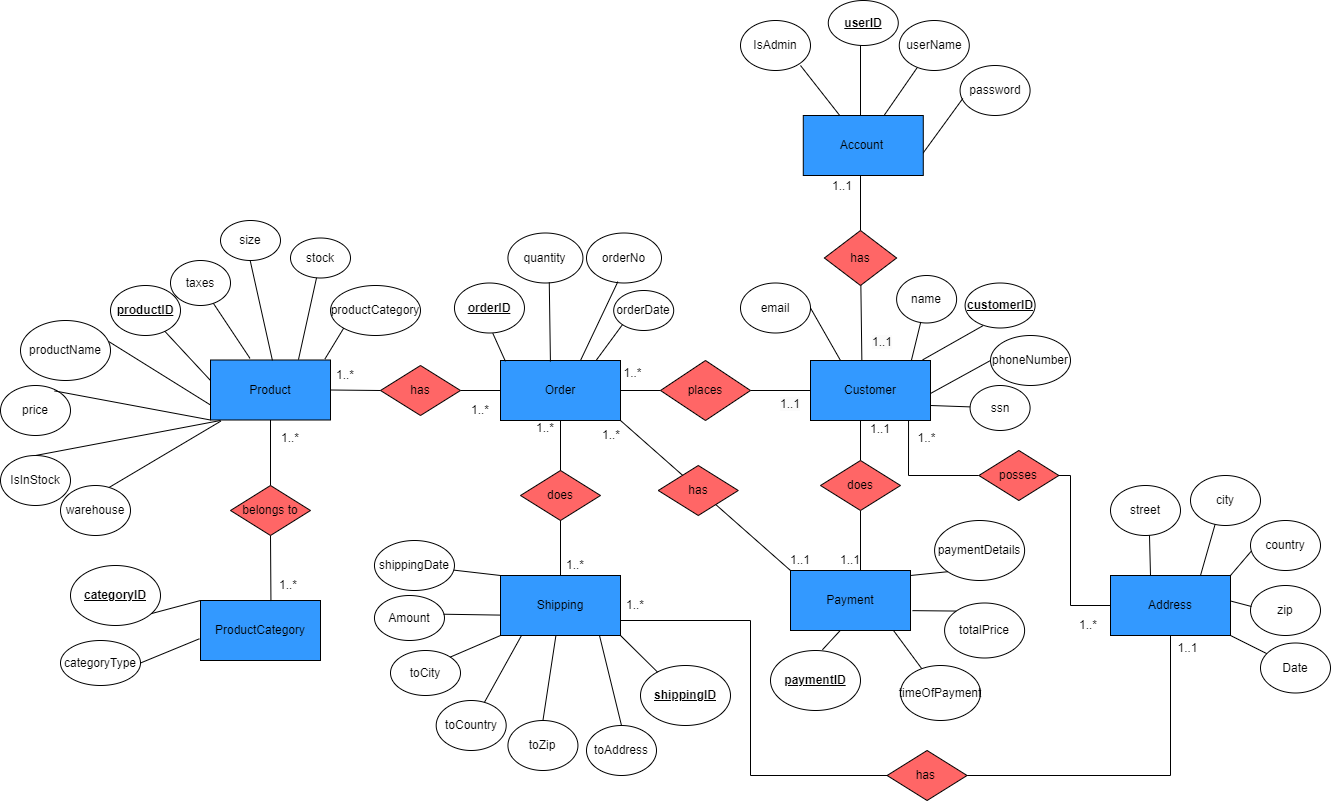 userID
IsAdmin
userName
password
Account
1..1
has
size
stock
quantity
orderNo
taxes
productID
productCategory
orderID
orderDate
email
name
customerID
1..1
productName
phoneNumber
price
Product
1..*
has
1..*
Order
1..*
places
1..1
Customer
ssn
1..*
1..*
1..*
1..1
1..*
IsInStock
warehouse
belongs to
does
has
does
posses
street
city
country
shippingDate
1..*
1..1
1..1
paymentDetails
1..*
categoryID
ProductCategory
categoryType
Amount
Shipping
1..*
Payment
totalPrice
Address
1..*
zip
1..1
Date
toCity
toCountry
toZip
toAddress
shippingID
paymentID
timeOfPayment
has